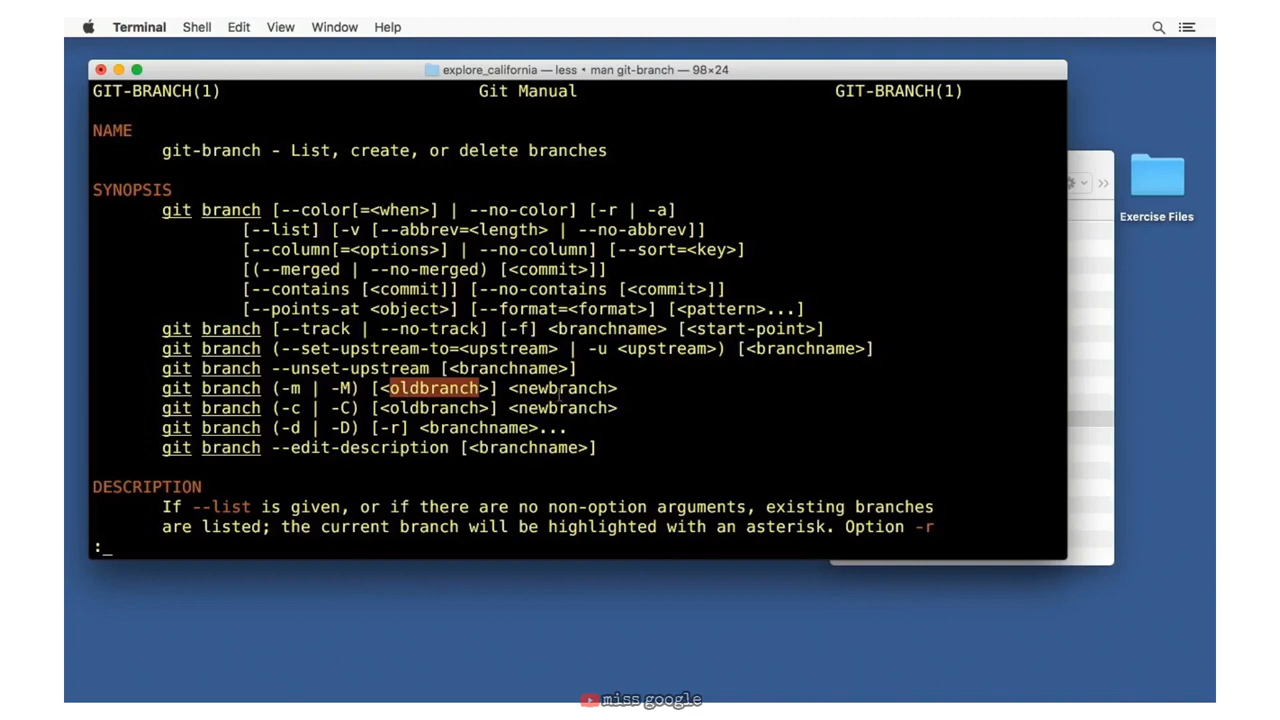 Terminal Shell Edit View Window Help
explore_california — less • man git-branch — 98×24
GIT-BRANCH(1) Git Manual GIT-BRANCH(1)
NAME
git-branch - List, create, or delete branches
SYNOPSIS
git branch [--color[=<when>] | --no-color] [-r | -a]
[--list] [-v [--abbrev=<length> | --no-abbrev]]
[--column[=<options>] | --no-column] [--sort=<key>]
[(--merged | --no-merged) [<commit>]]
[--contains [<commit]] [--no-contains [<commit>]]
[--points-at <object>] [--format=<format>] [<pattern>...]
git branch [--track | --no-track] [-f] <branchname> [<start-point>]
git branch (--set-upstream-to=<upstream> | -u <upstream>) [<branchname>]
git branch --unset-upstream [<branchname>]
git branch (-m | -M) [<oldbranch>] <newbranch>
git branch (-c | -C) [<oldbranch>] <newbranch>
git branch (-d | -D) [-r] <branchname>...
git branch --edit-description [<branchname>]
DESCRIPTION
If --list is given, or if there are no non-option arguments, existing branches
are listed; the current branch will be highlighted with an asterisk. Option -r
:_
Exercise Files
miss google